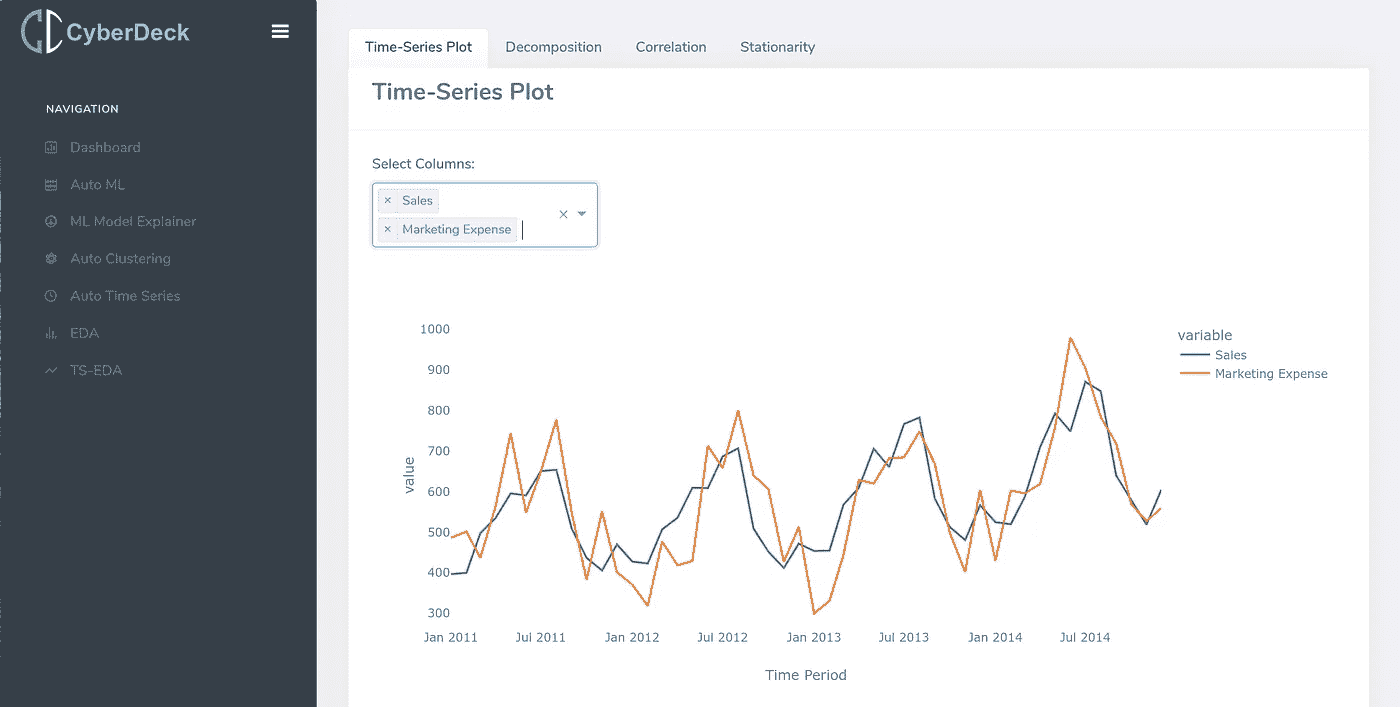 CyberDeck
NAVIGATION
Dashboard
Auto ML
ML Model Explainer
Auto Clustering
Auto Time Series
EDA
TS-EDA
Time-Series Plot Decomposition Correlation Stationarity
Time-Series Plot
Select Columns:
× Sales
× Marketing Expense
1000
900
800
700
600
500
400
300
value
Jan 2011 Jul 2011 Jan 2012 Jul 2012 Jan 2013 Jul 2013 Jan 2014 Jul 2014
Time Period
variable
Sales
Marketing Expense